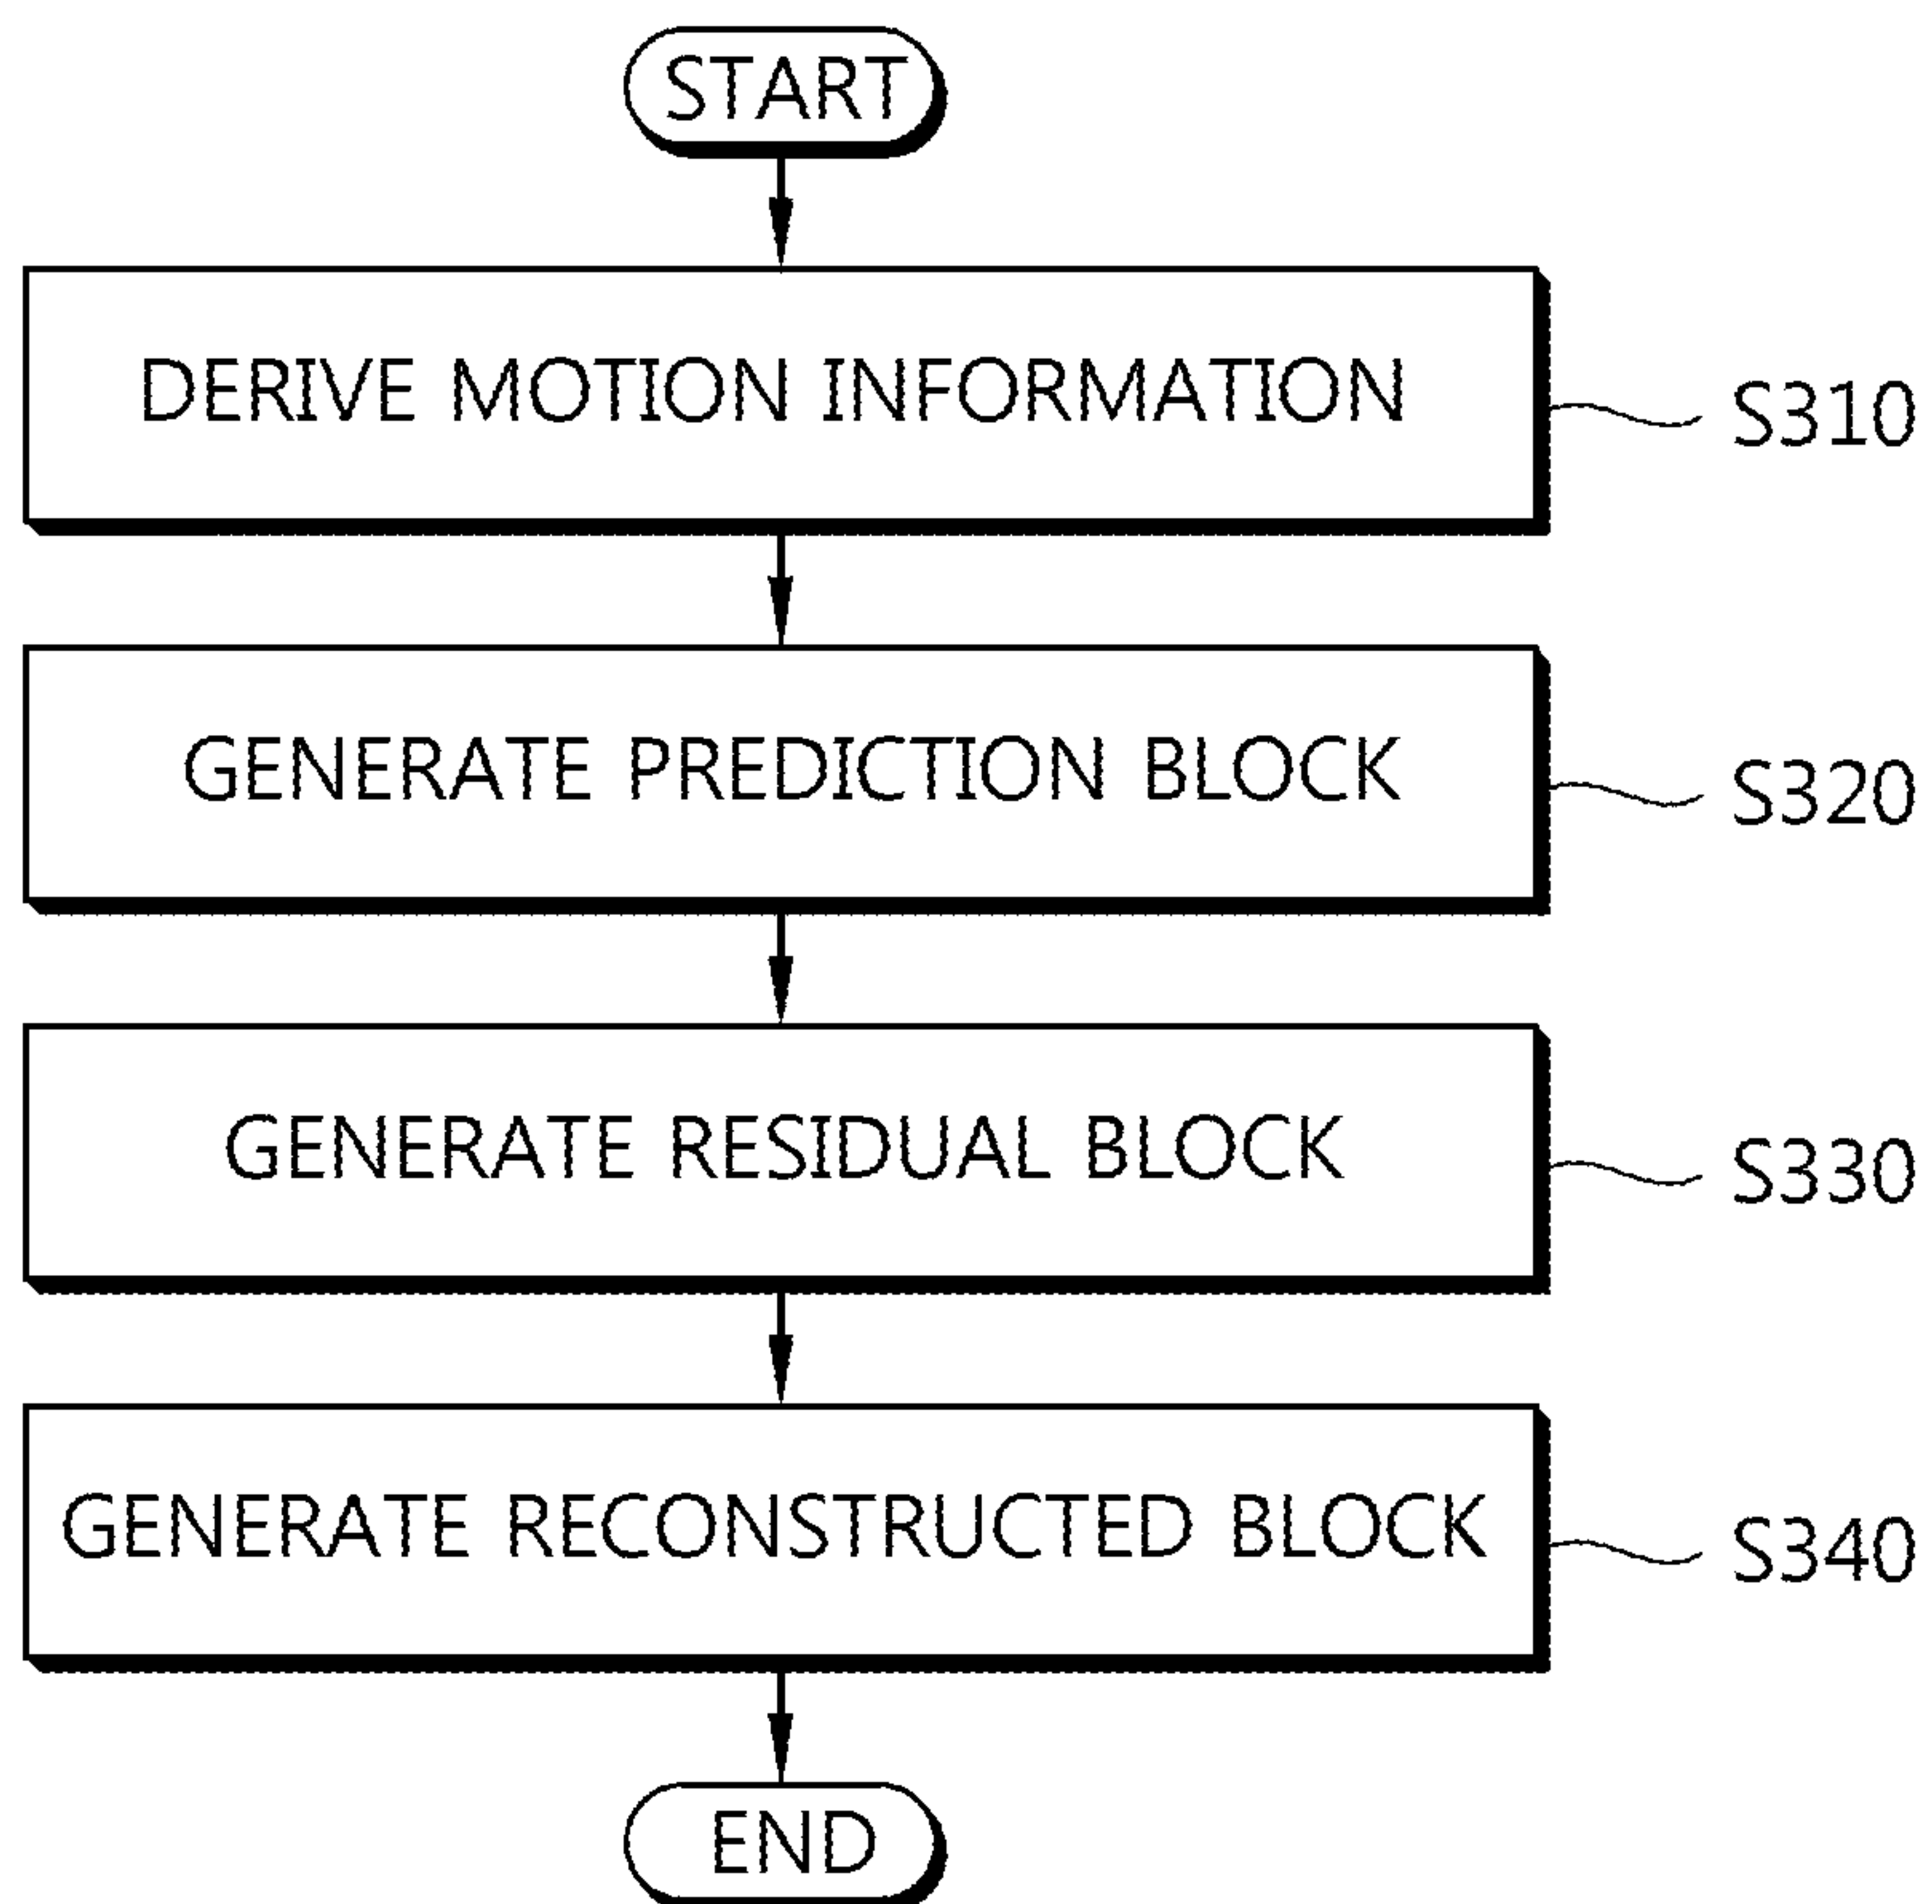 START
DERIVE MOTION INFORMATION
S310
GENERATE PREDICTION BLOCK
S320
GENERATE RESIDUAL BLOCK
S330
GENERATE RECONSTRUCTED BLOCK
S340
END